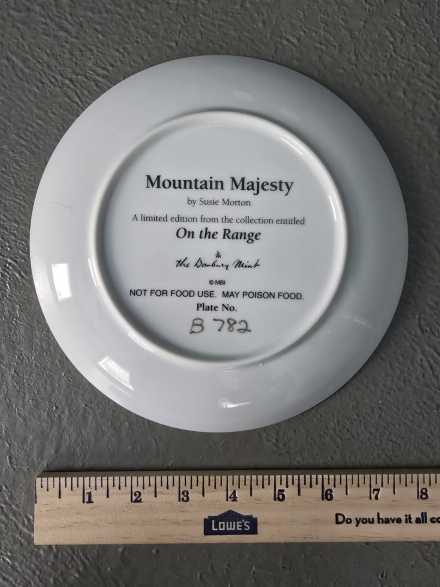 Mountain Majesty
by Susie Morton
A limited edition from the collection entitled
On the Range
the Danbury Mint
© MBI
NOT FOR FOOD USE. MAY POISON FOOD.
Plate No.
B 782
1 2 3 4 5 6 7 8
LOWE'S
Do you have it all co